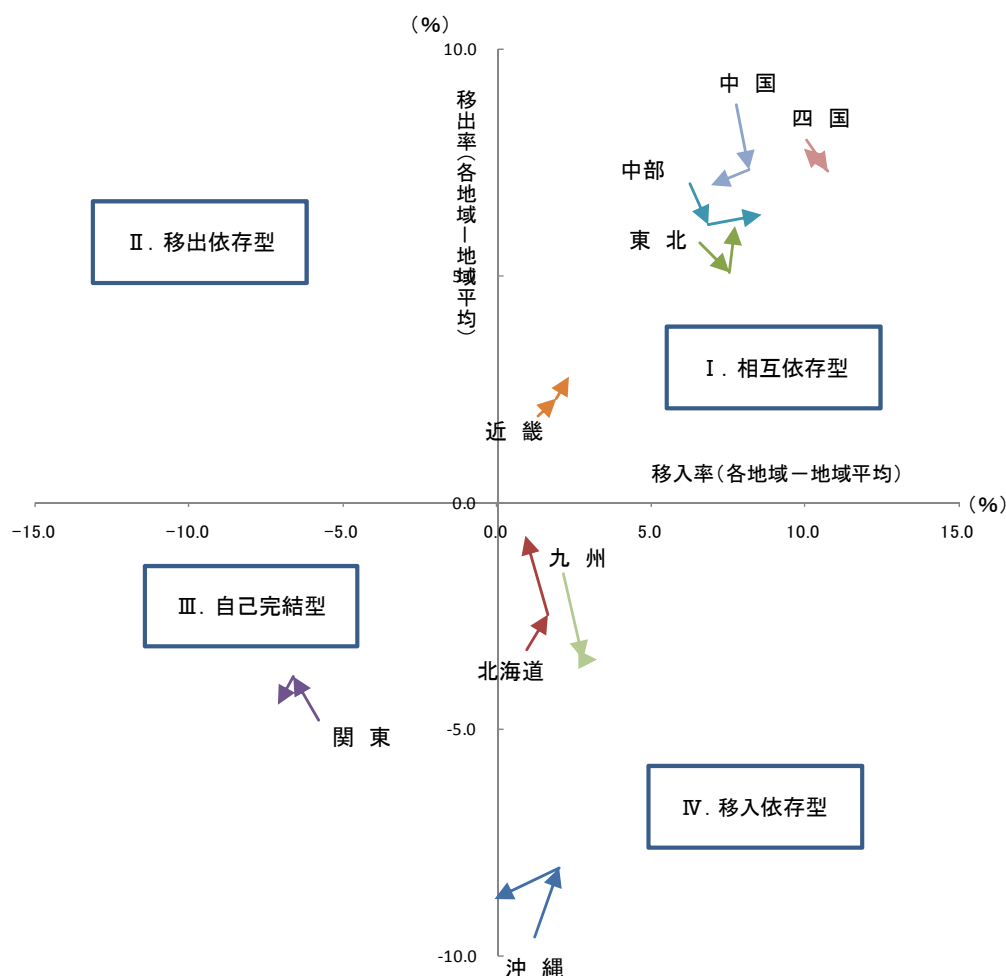 (%)
10.0
移出率(各地域－地域平均)
中 国
四 国
中部
Ⅱ. 移出依存型
東 北
5.0
Ⅰ. 相互依存型
近 畿
移入率(各地域－地域平均)
0.0
(%)
-15.0
-10.0
-5.0
0.0
5.0
10.0
15.0
九 州
Ⅲ. 自己完結型
北海道
-5.0
関 東
Ⅳ. 移入依存型
-10.0
沖 縄